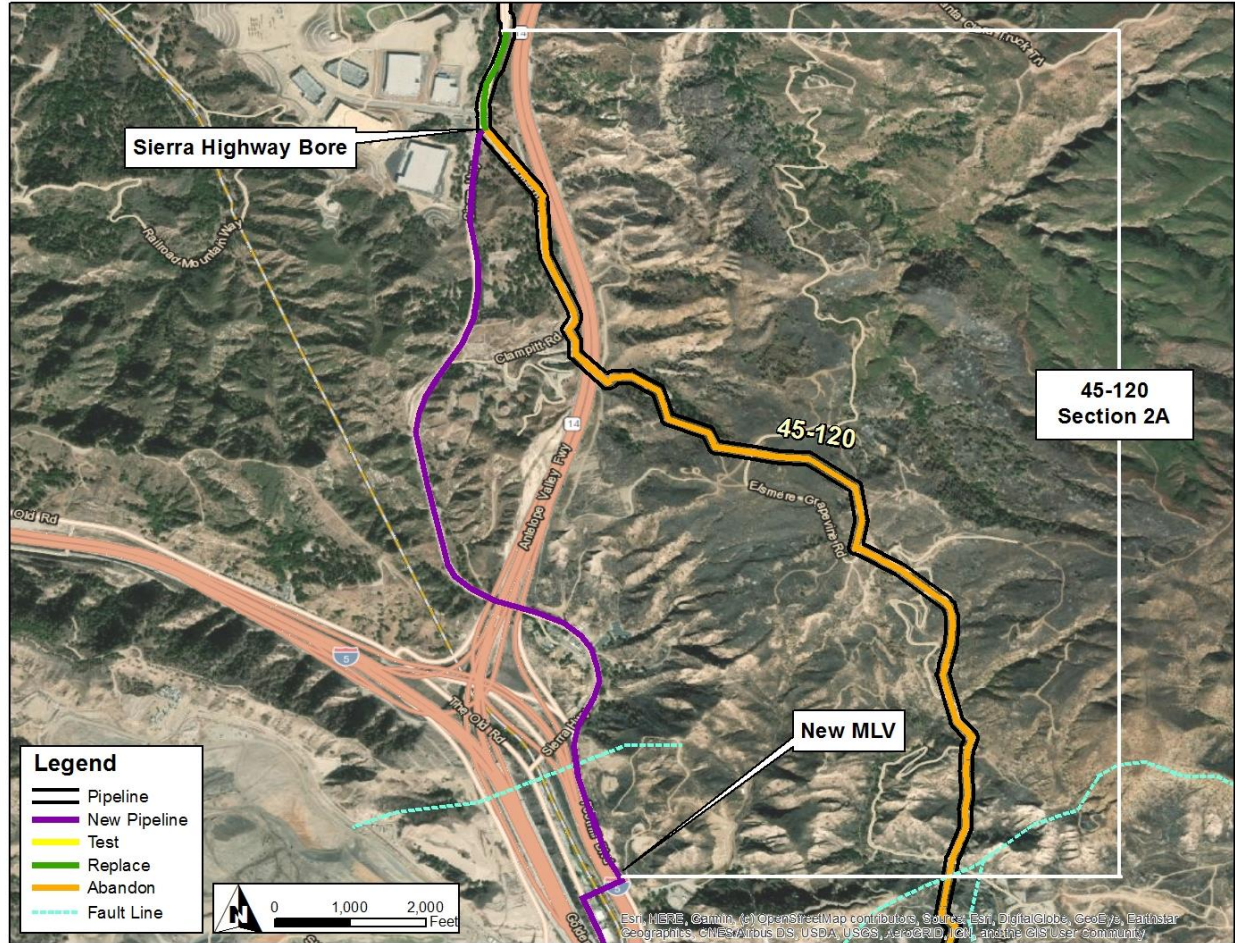 14
Sierra Highway Bore
Railroad Mountain Way
Clampitt Rd
14
45-120
Section 2A
45-120
Antelope Valley Fwy
Elsmere-Grapevine Rd
Old Rd
5
The Old Rd
New MLV
Legend
Pipeline
New Pipeline
Test
Replace
Abandon
Fault Line
N
0 1,000 2,000
Feet
5
Esri, HERE, Garmin, (c) OpenStreetMap contributors, Source: Esri, DigitalGlobe, GeoEye, Earthstar
Geographics, CNES/Airbus DS, USDA, USGS, AeroGRID, IGN, and the GIS User Community